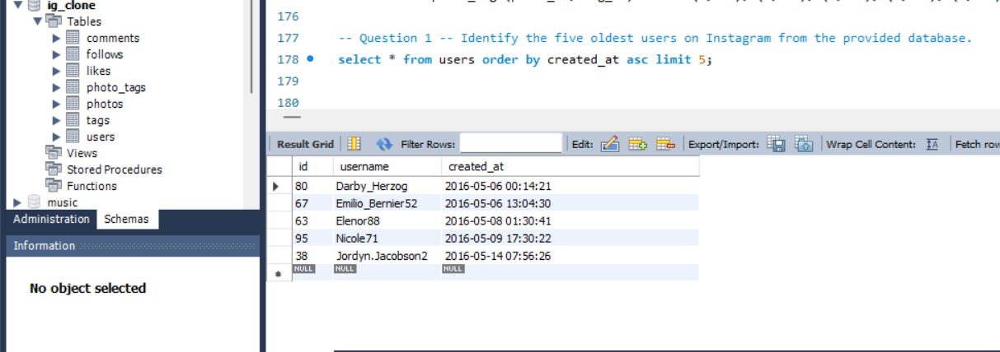 ig_clone
Tables
comments
follows
likes
photo_tags
photos
tags
users
Views
Stored Procedures
Functions
music
Administration Schemas
Information
No object selected
176
177 -- Question 1 -- Identify the five oldest users on Instagram from the provided database.
178 select * from users order by created_at asc limit 5;
179
180
Result Grid Filter Rows: Edit: Export/Import: Wrap Cell Content: Fetch row
id username created_at
80 Darby_Herzog 2016-05-06 00:14:21
67 Emilio_Bernier52 2016-05-06 13:04:30
63 Elenor88 2016-05-08 01:30:41
95 Nicole71 2016-05-09 17:30:22
38 Jordyn.Jacobson2 2016-05-14 07:56:26
NULL NULL NULL